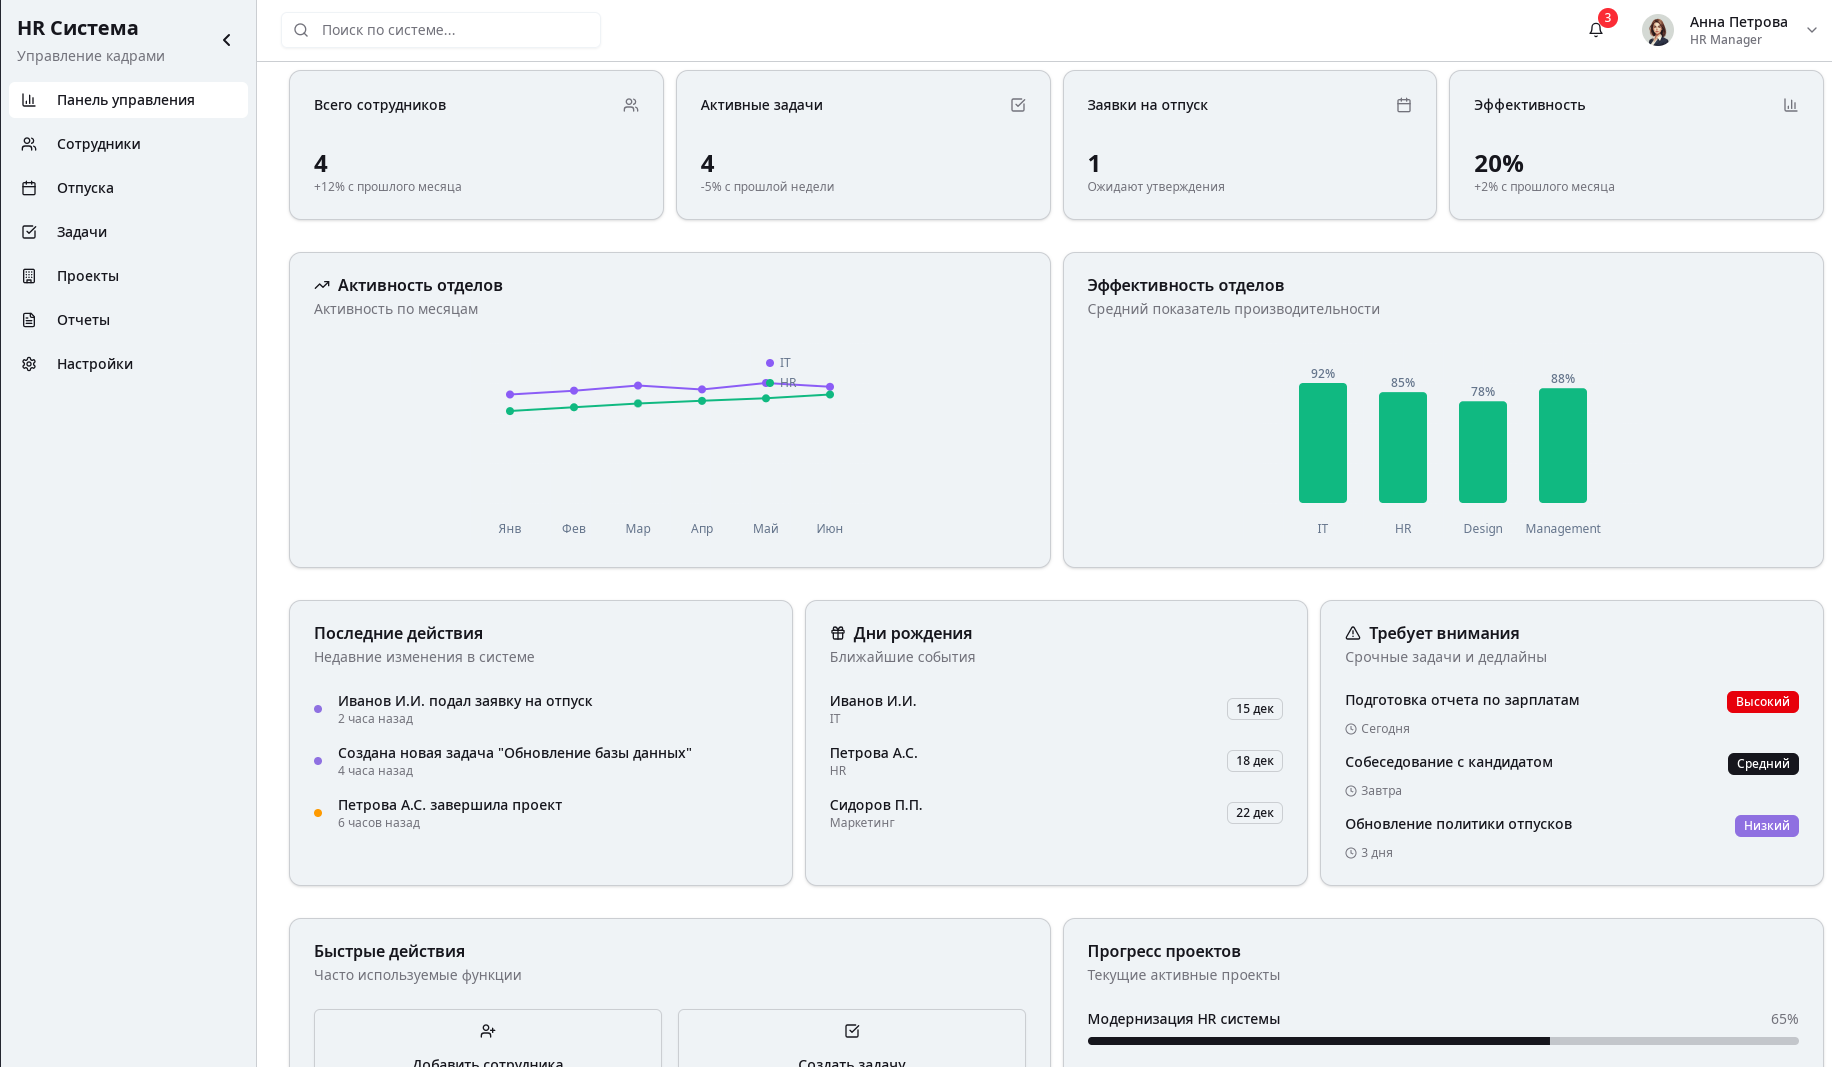 HR Система
Управление кадрами
Панель управления
Сотрудники
Отпуска
Задачи
Проекты
Отчеты
Настройки
Поиск по системе...
3
Анна Петрова
HR Manager
Всего сотрудников
4
+12% с прошлого месяца
Активные задачи
4
-5% с прошлой недели
Заявки на отпуск
1
Ожидают утверждения
Эффективность
20%
+2% с прошлого месяца
Активность отделов
Активность по месяцам
IT
HR
Янв Фев Мар Апр Май Июн
Эффективность отделов
Средний показатель производительности
92% 85% 78% 88%
IT HR Design Management
Последние действия
Недавние изменения в системе
Иванов И.И. подал заявку на отпуск
2 часа назад
Создана новая задача "Обновление базы данных"
4 часа назад
Петрова А.С. завершила проект
6 часов назад
Дни рождения
Ближайшие события
Иванов И.И.
IT
15 дек
Петрова А.С.
HR
18 дек
Сидоров П.П.
Маркетинг
22 дек
Требует внимания
Срочные задачи и дедлайны
Подготовка отчета по зарплатам
Высокий
Сегодня
Собеседование с кандидатом
Средний
Завтра
Обновление политики отпусков
Низкий
3 дня
Быстрые действия
Часто используемые функции
Добавить сотрудника
Создать задачу
Прогресс проектов
Текущие активные проекты
Модернизация HR системы
65%